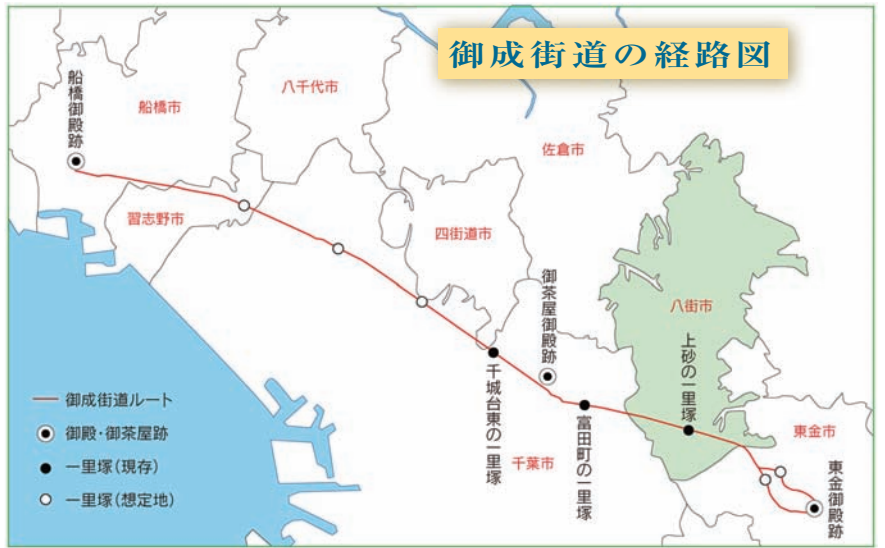 御成街道の経路図
船橋御殿跡
船橋市
八千代市
佐倉市
習志野市
四街道市
御茶屋御殿跡
八街市
上砂の一里塚
千城台東の一里塚
富田町の一里塚
千葉市
東金市
東金御殿跡
御成街道ルート
御殿・御茶屋跡
一里塚(現存)
一里塚(想定地)